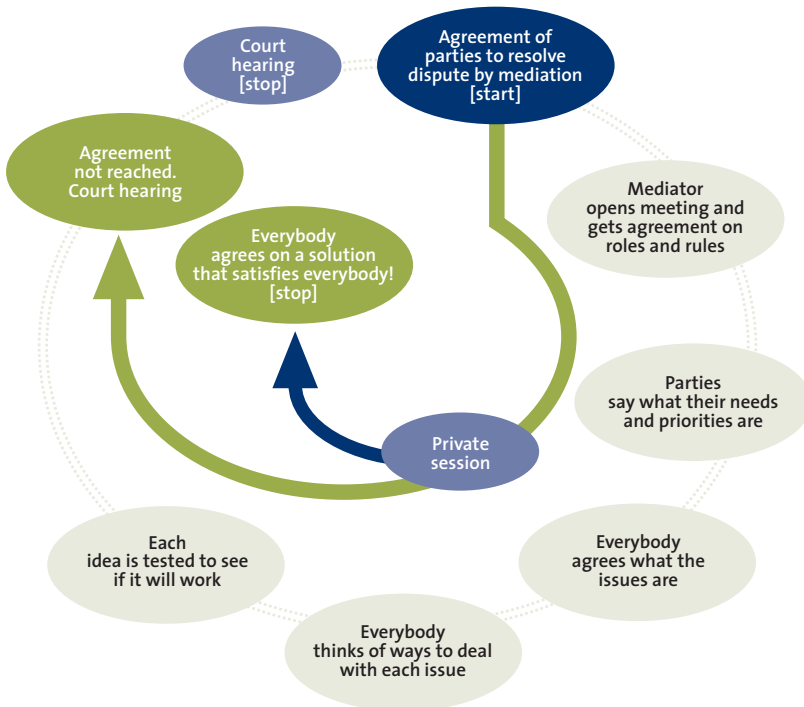 Court
hearing
[stop]
Agreement of
parties to resolve
dispute by mediation
[start]
Agreement
not reached.
Court hearing
Mediator
opens meeting and
gets agreement on
roles and rules
Everybody
agrees on a solution
that satisfies everybody!
[stop]
Parties
say what their needs
and priorities are
Private
session
Each
idea is tested to see
if it will work
Everybody
agrees what the
issues are
Everybody
thinks of ways to deal
with each issue